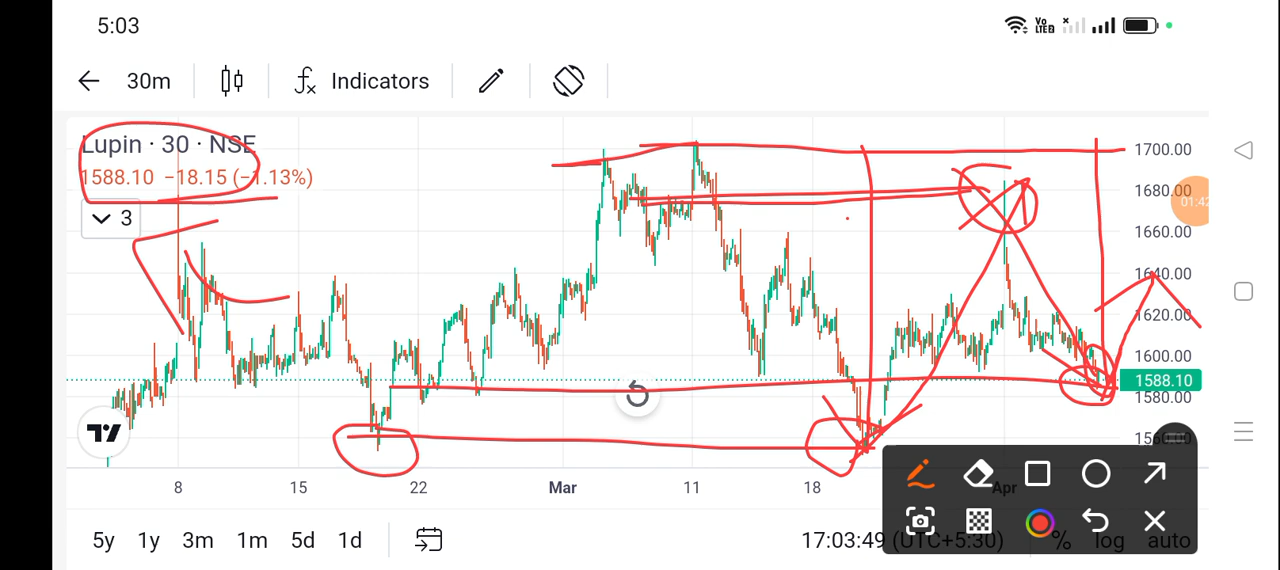 5:03
Vo LTE2
30m
Indicators
Lupin · 30 · NSE
1588.10 −18.15 (−1.13%)
3
1700.00
1680.00
1660.00
1640.00
1620.00
1600.00
1588.10
1580.00
8
15
22
Mar
11
18
Apr
5y
1y
3m
1m
5d
1d
17:03:49 (UTC+5:30)
%
log
auto